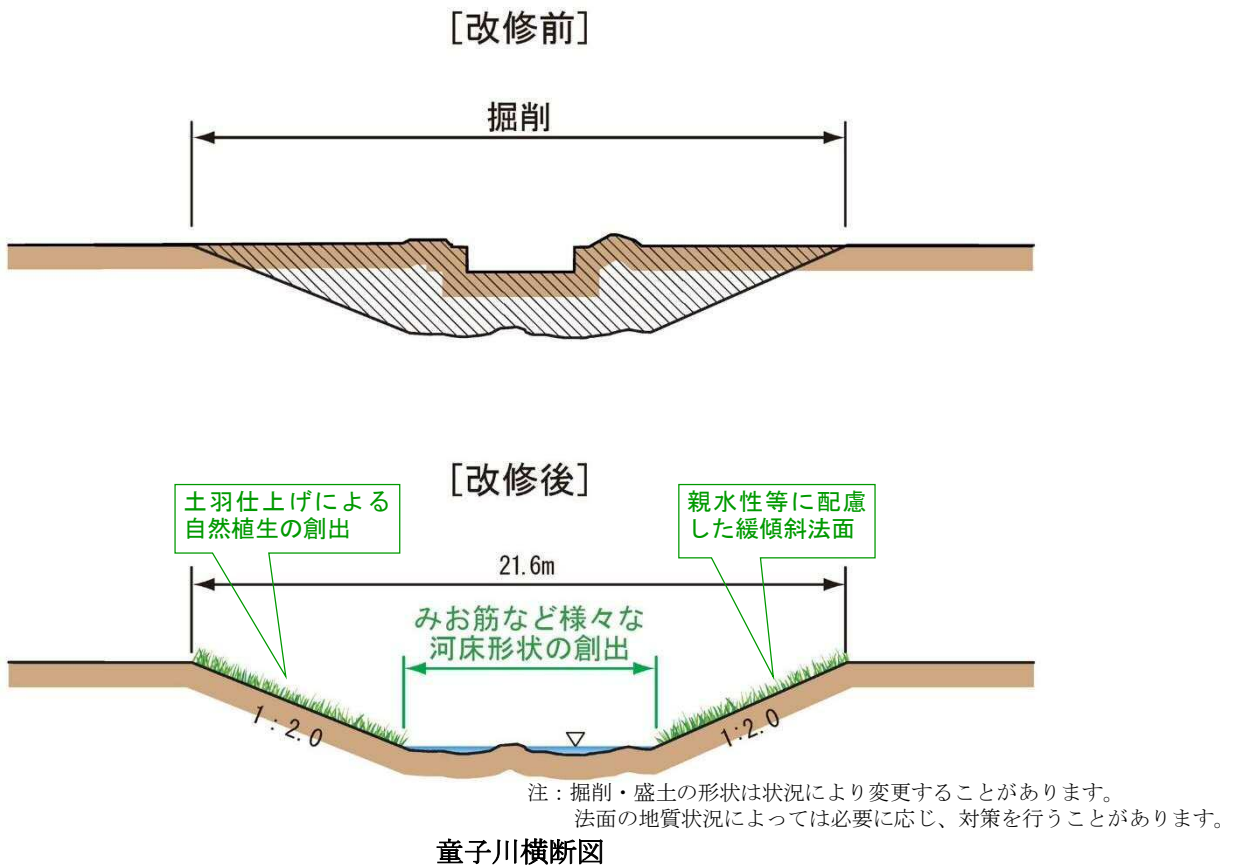 [改修前]
掘削
[改修後]
土羽仕上げによる
自然植生の創出
親水性等に配慮
した緩傾斜法面
21.6m
みお筋など様々な
河床形状の創出
1:2.0
1:2.0
▽
注：掘削・盛土の形状は状況により変更することがあります。
法面の地質状況によっては必要に応じ、対策を行うことがあります。
童子川横断図